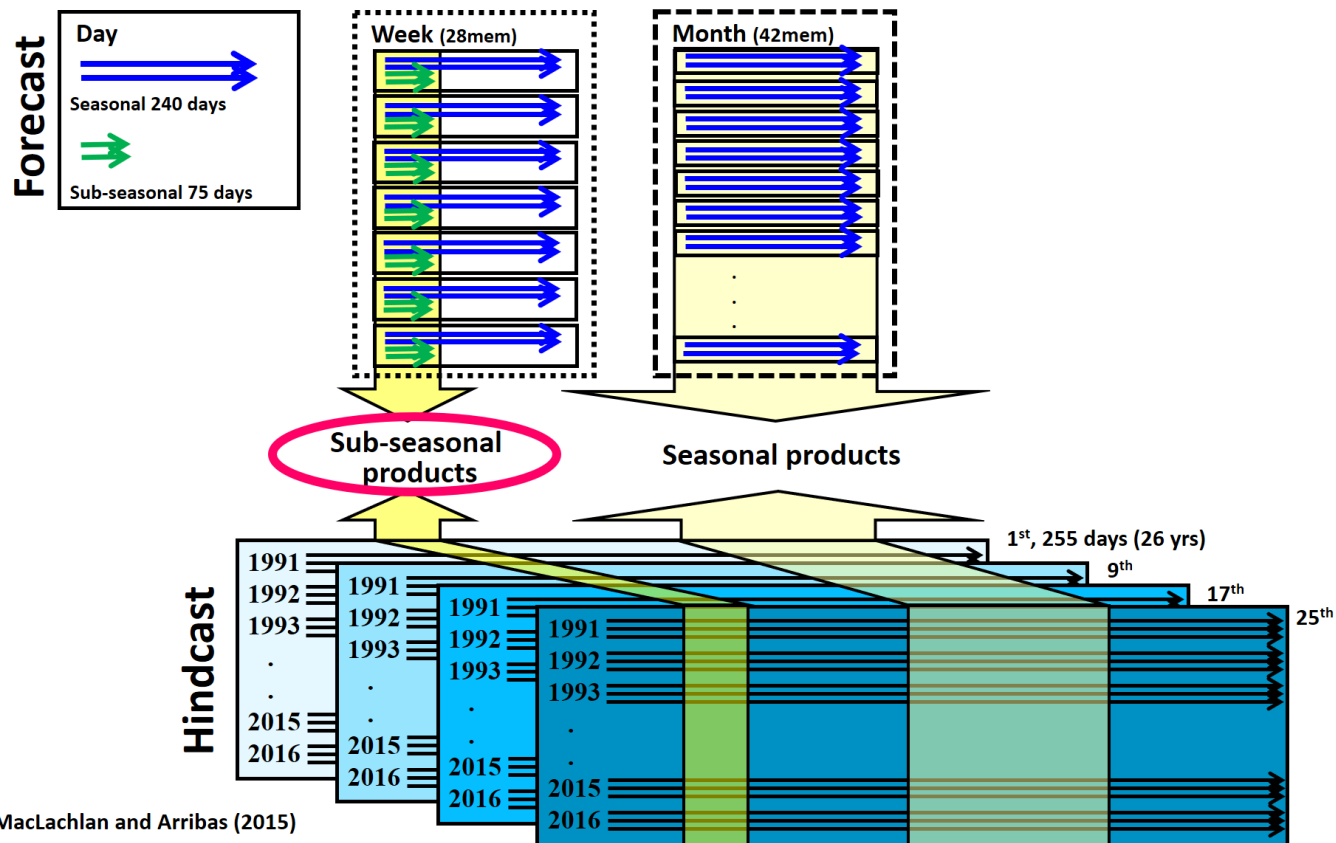 Forecast
Day
Seasonal 240 days
Sub-seasonal 75 days
Week (28mem)
Month (42mem)
.
.
.
Sub-seasonal
products
Seasonal products
Hindcast
1st, 255 days (26 yrs)
1991
1992
1993
.
.
2015
2016
9th
1991
1992
1993
.
.
2015
2016
17th
1991
1992
1993
.
.
2015
2016
25th
1991
1992
1993
.
.
2015
2016
MacLachlan and Arribas (2015)